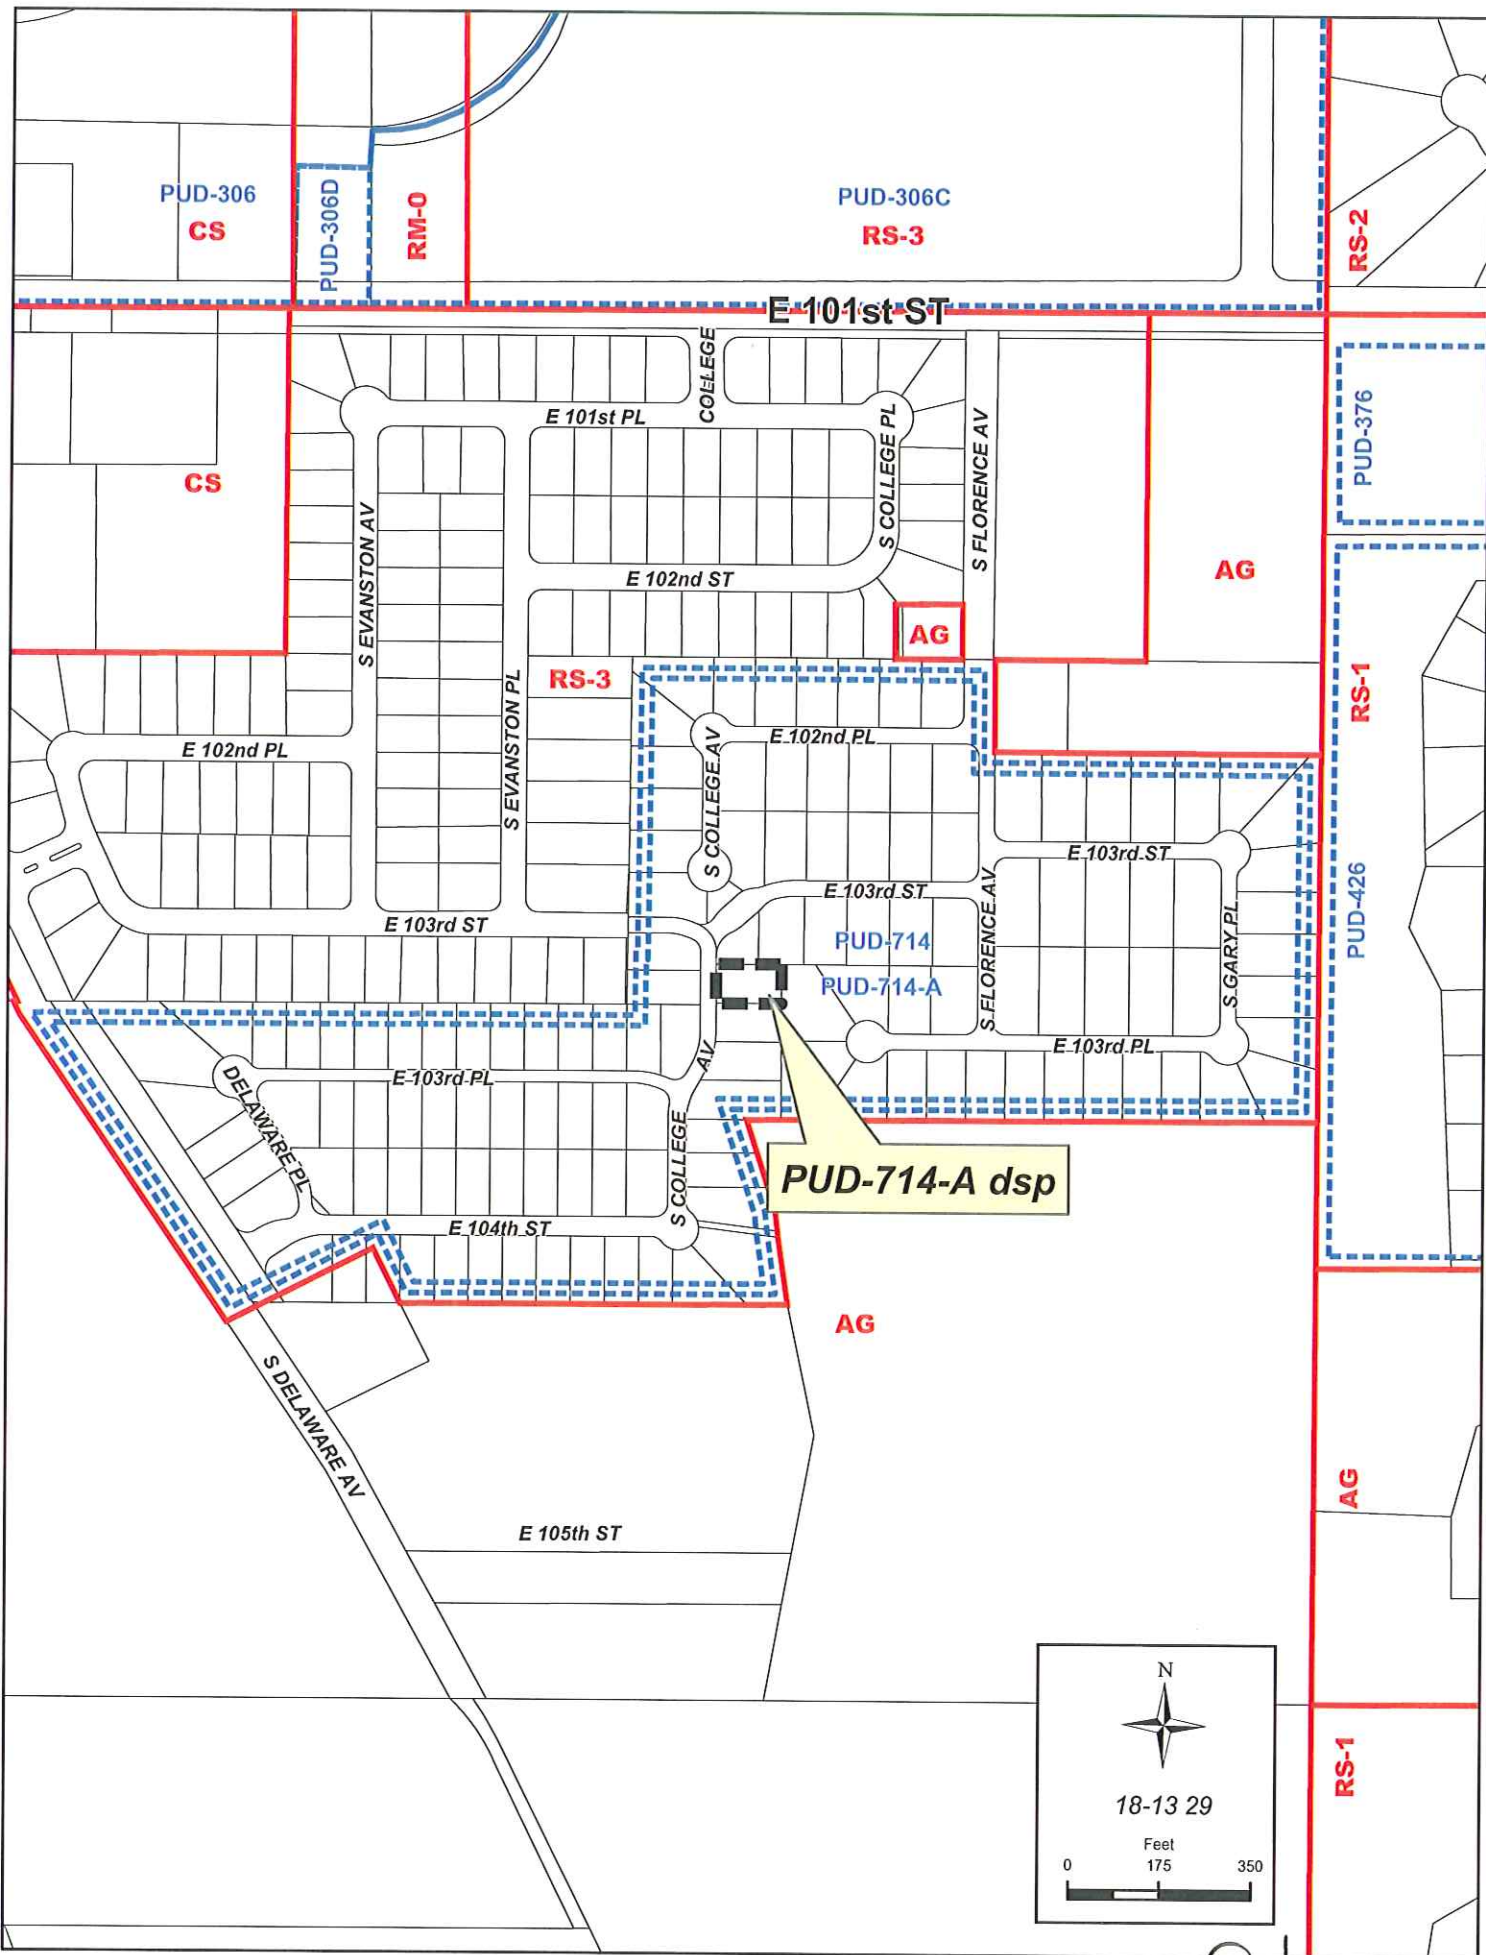 PUD-306
CS
PUD-306D
RM-0
PUD-306C
RS-3
RS-2
E 101st ST
COLLEGE
E 101st PL
S COLLEGE PL
S FLORENCE AV
PUD-376
CS
S EVANSTON AV
E 102nd ST
AG
AG
RS-3
S EVANSTON PL
RS-1
E 102nd PL
S COLLEGE AV
E 102nd PL
E 103rd ST
E 103rd ST
S FLORENCE AV
PUD-426
E 103rd ST
PUD-714
S GARY PL
PUD-714-A
E 103rd PL
AV
E 103rd PL
DELAWARE PL
S COLLEGE
PUD-714-A dsp
E 104th ST
AG
S DELAWARE AV
AG
E 105th ST
N
18-13 29
Feet
0 175 350
RS-1